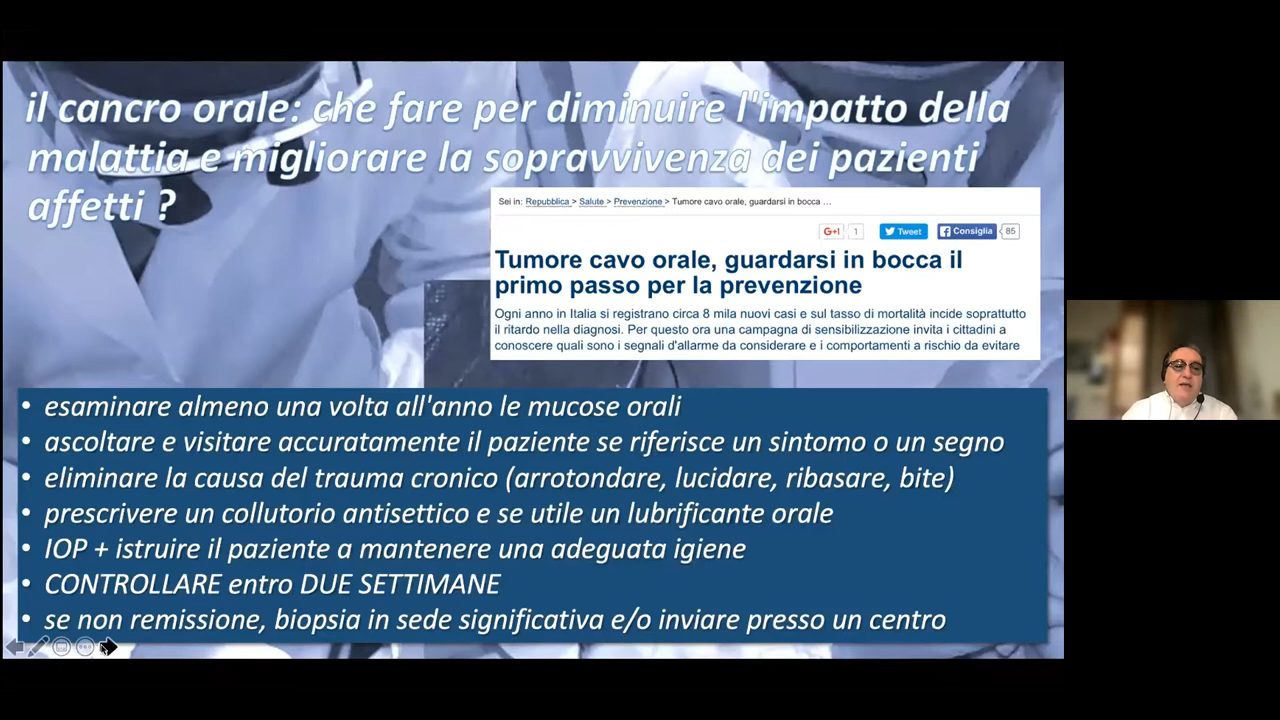 il cancro orale: che fare per diminuire l'impatto della
malattia e migliorare la sopravvivenza dei pazienti
affetti ?
Sei in: Repubblica > Salute > Prevenzione > Tumore cavo orale, guardarsi in bocca ...
G+1 1 Tweet Consiglia 85
Tumore cavo orale, guardarsi in bocca il
primo passo per la prevenzione
Ogni anno in Italia si registrano circa 8 mila nuovi casi e sul tasso di mortalità incide soprattutto
il ritardo nella diagnosi. Per questo ora una campagna di sensibilizzazione invita i cittadini a
conoscere quali sono i segnali d'allarme da considerare e i comportamenti a rischio da evitare
• esaminare almeno una volta all'anno le mucose orali
• ascoltare e visitare accuratamente il paziente se riferisce un sintomo o un segno
• eliminare la causa del trauma cronico (arrotondare, lucidare, ribasare, bite)
• prescrivere un collutorio antisettico e se utile un lubrificante orale
• IOP + istruire il paziente a mantenere una adeguata igiene
• CONTROLLARE entro DUE SETTIMANE
• se non remissione, biopsia in sede significativa e/o inviare presso un centro